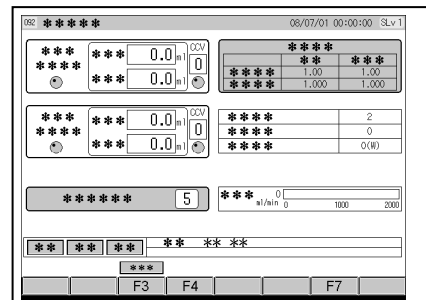 092 ＊＊＊＊＊ 08/07/01 00:00:00 SLv 1
＊＊＊ ＊＊＊＊ ＊＊＊ 0.0 ml CCV 0
＊＊＊ 0.0 ml
＊＊＊＊
＊＊ ＊＊＊
＊＊＊＊ 1.00 1.00
＊＊＊＊ 1.000 1.000
＊＊＊ ＊＊＊＊ ＊＊＊ 0.0 ml CCV 0
＊＊＊ 0.0 ml
＊＊＊＊ 2
＊＊＊＊ 0
＊＊＊＊ 0(W)
＊＊＊＊＊＊ 5
＊＊＊ 0
ml/min 0 1000 2000
＊＊ ＊＊ ＊＊ ＊＊ ＊＊ ＊＊
＊＊＊
F3 F4 F7